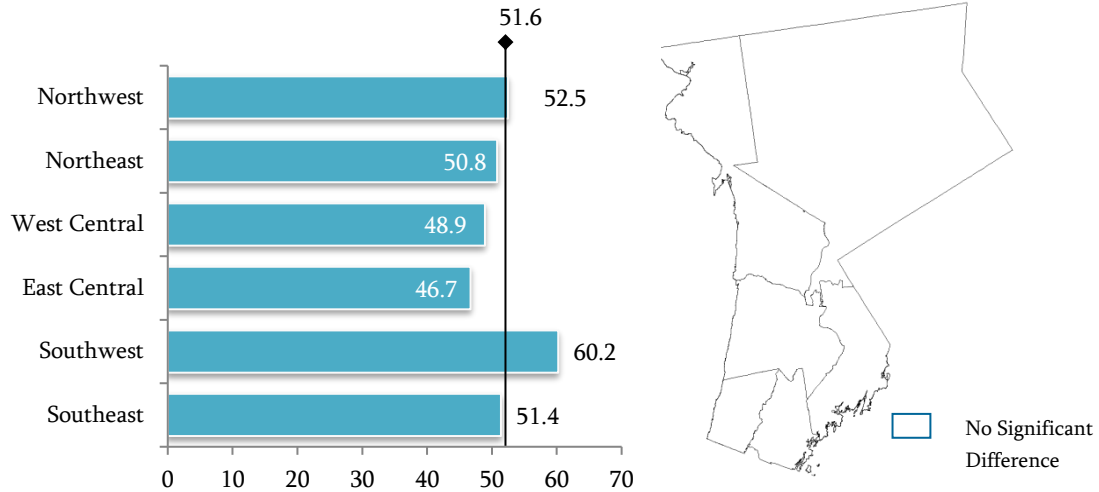 51.6
Northwest 52.5
Northeast 50.8
West Central 48.9
East Central 46.7
Southwest 60.2
Southeast 51.4
0 10 20 30 40 50 60 70
No Significant
Difference